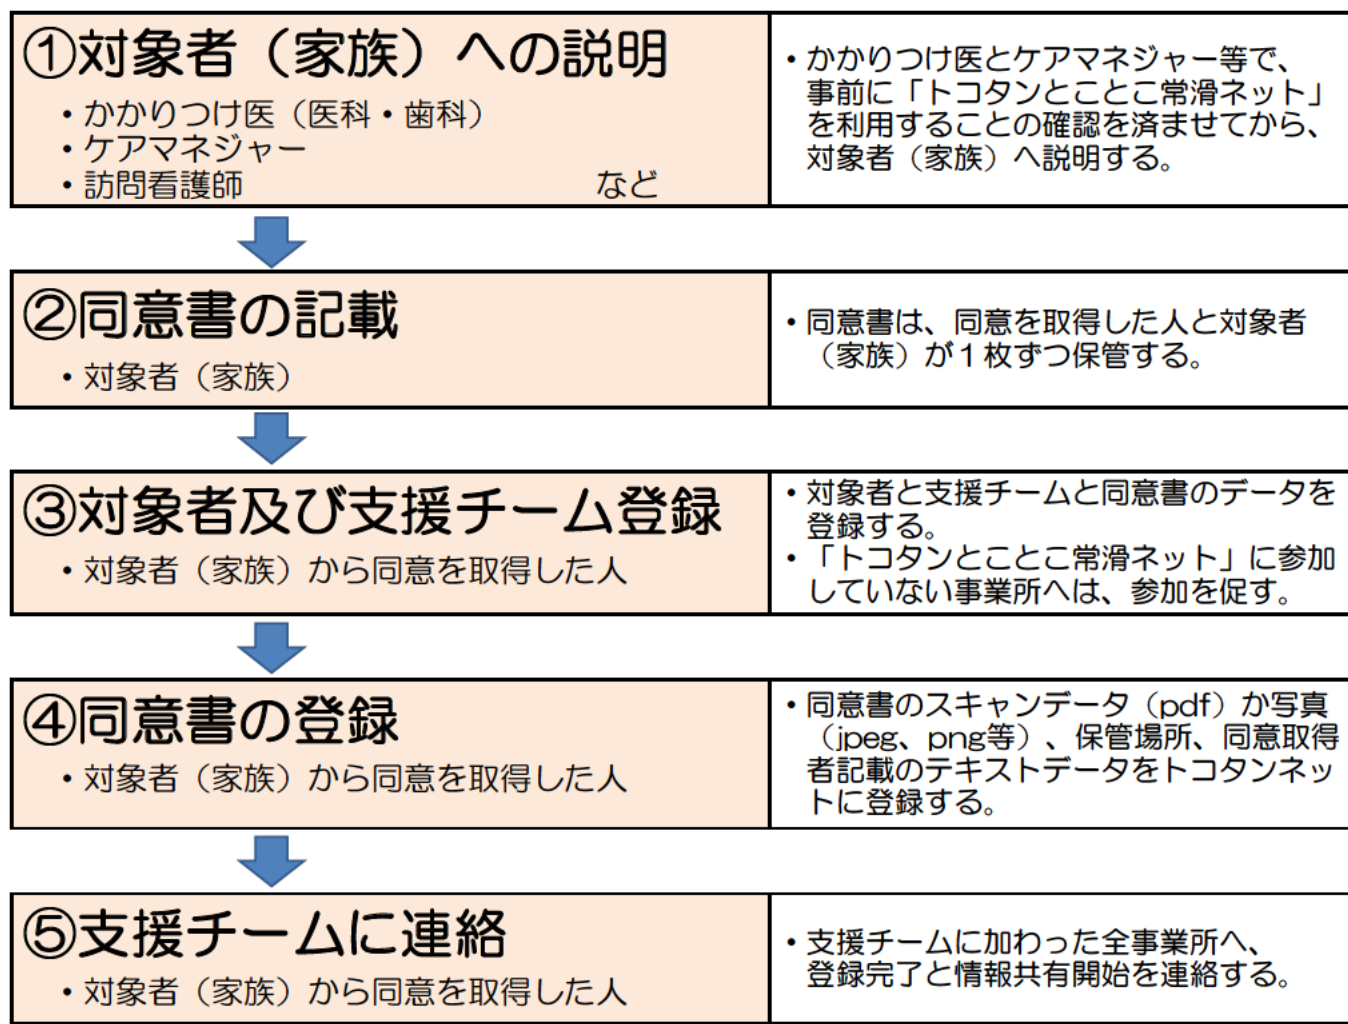 ①対象者（家族）への説明
・かかりつけ医（医科・歯科）
・ケアマネジャー
・訪問看護師　　　　　　　　　　　など
・かかりつけ医とケアマネジャー等で、
事前に「トコタンとことこ常滑ネット」
を利用することの確認を済ませてから、
対象者（家族）へ説明する。
②同意書の記載
・対象者（家族）
・同意書は、同意を取得した人と対象者
（家族）が１枚ずつ保管する。
③対象者及び支援チーム登録
・対象者（家族）から同意を取得した人
・対象者と支援チームと同意書のデータを
登録する。
・「トコタンとことこ常滑ネット」に参加
していない事業所へは、参加を促す。
④同意書の登録
・対象者（家族）から同意を取得した人
・同意書のスキャンデータ（pdf）か写真
（jpeg、png等）、保管場所、同意取得
者記載のテキストデータをトコタンネッ
トに登録する。
⑤支援チームに連絡
・対象者（家族）から同意を取得した人
・支援チームに加わった全事業所へ、
登録完了と情報共有開始を連絡する。